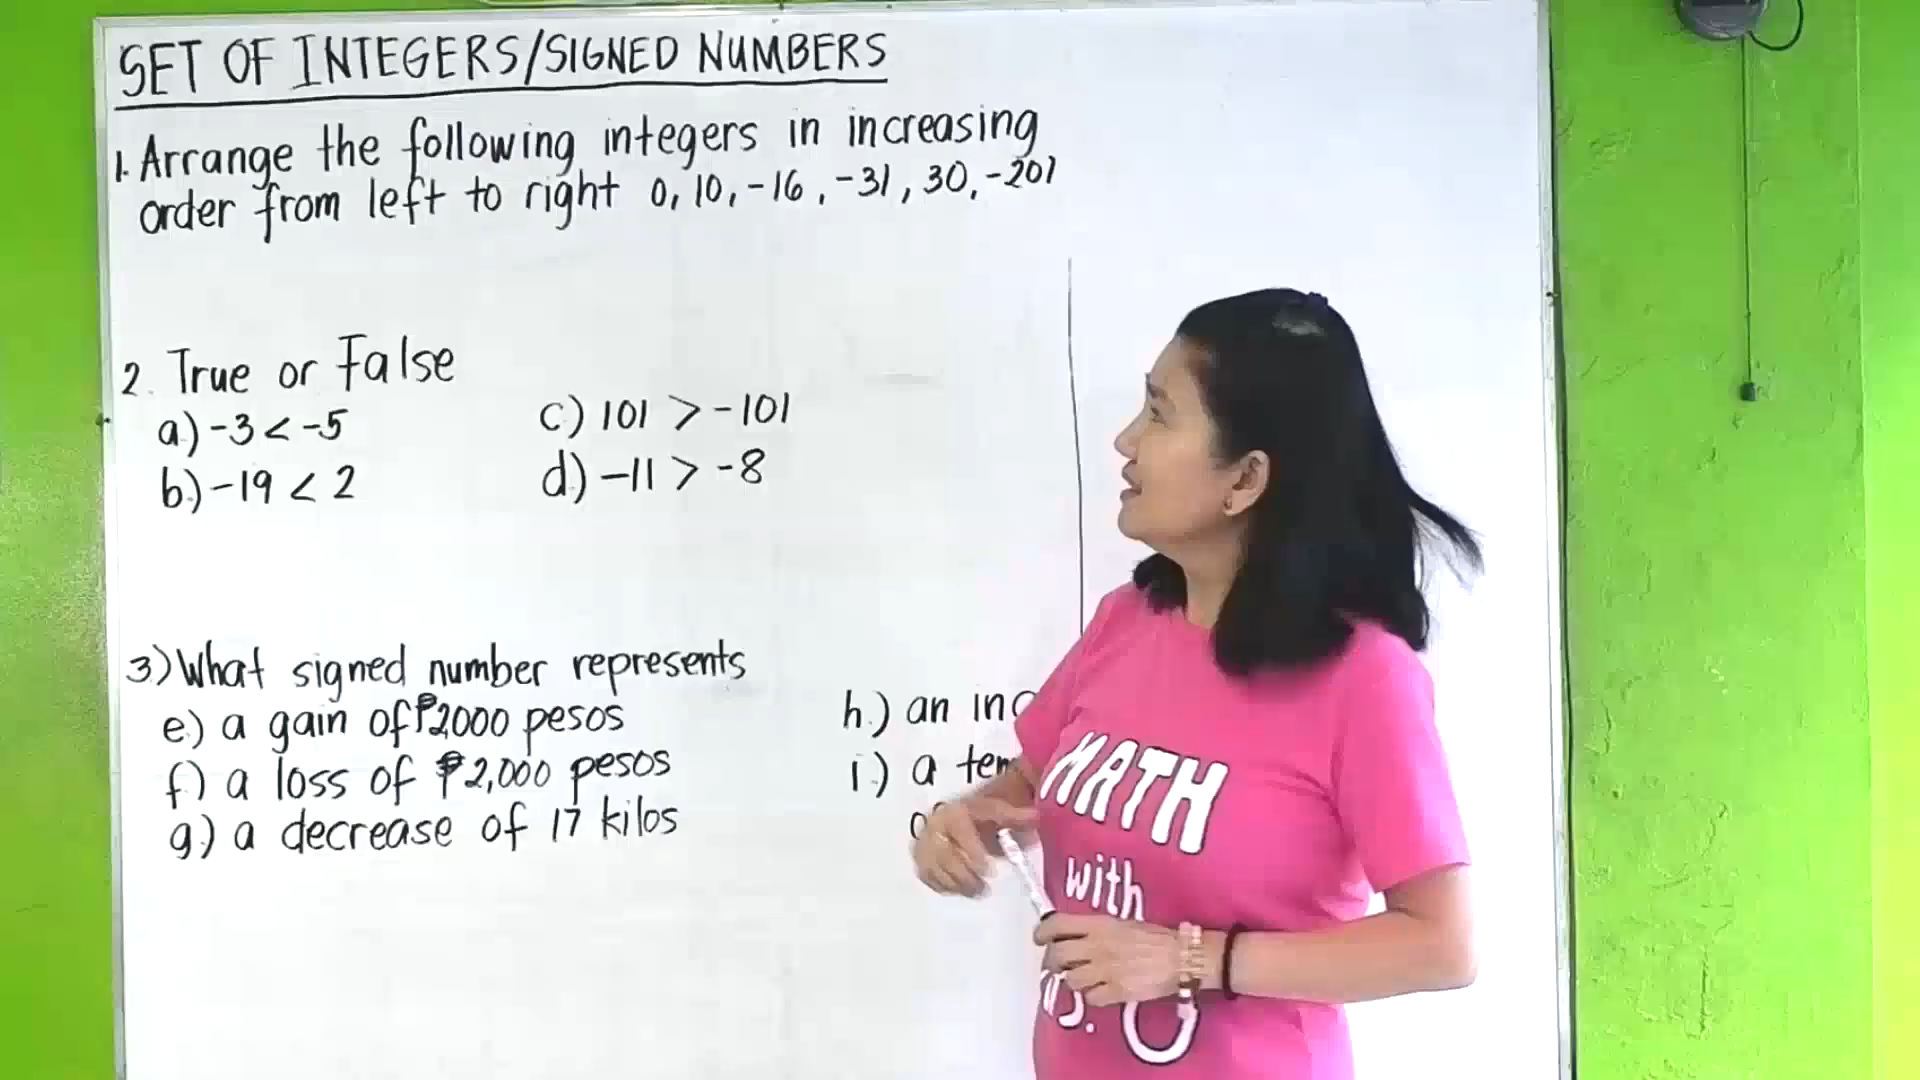 SET OF INTEGERS/SIGNED NUMBERS
1. Arrange the following integers in increasing
order from left to right 0, 10, -16, -31, 30, -201
2. True or False
a.) -3 < -5
b.) -19 < 2
c.) 101 > -101
d.) -11 > -8
3.) What signed number represents
e.) a gain of ₱2000 pesos
f.) a loss of ₱2,000 pesos
g.) a decrease of 17 kilos
h.) an
i.) a
MATH
with